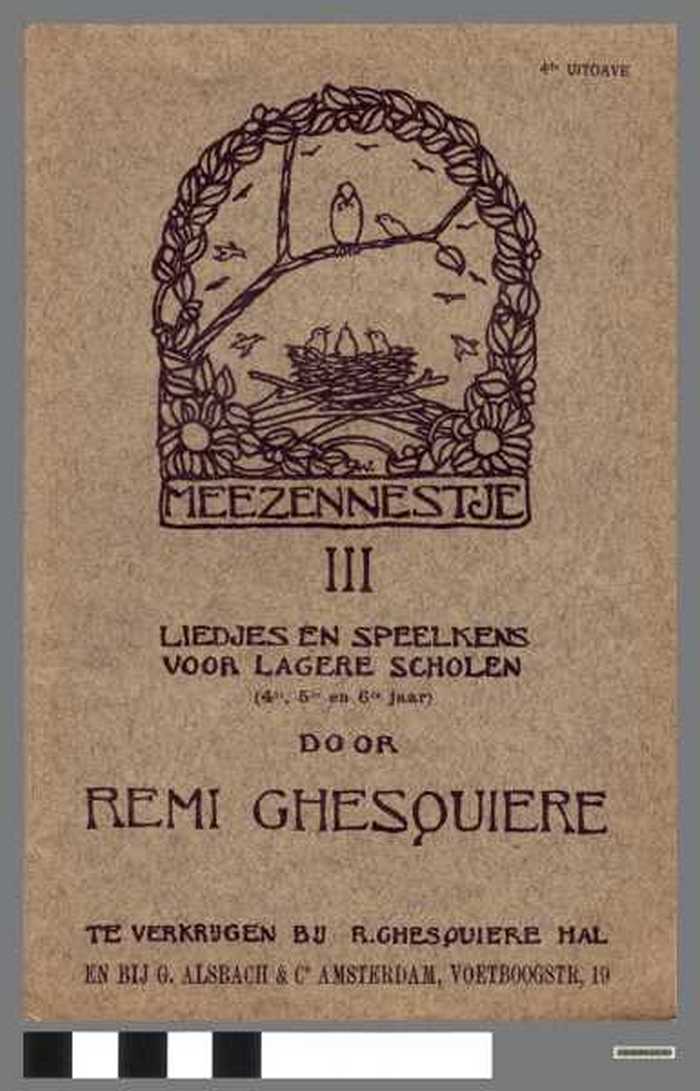 4de UITGAVE
MEEZENNESTJE
III
LIEDJES EN SPEELKENS
VOOR LAGERE SCHOLEN
(4de, 5de en 6de jaar)
DOOR
REMI GHESQUIERE
TE VERKRIJGEN BIJ R. GHESQUIERE HAL
EN BIJ G. ALSBACH & Co AMSTERDAM, VOETBOOGSTR, 19